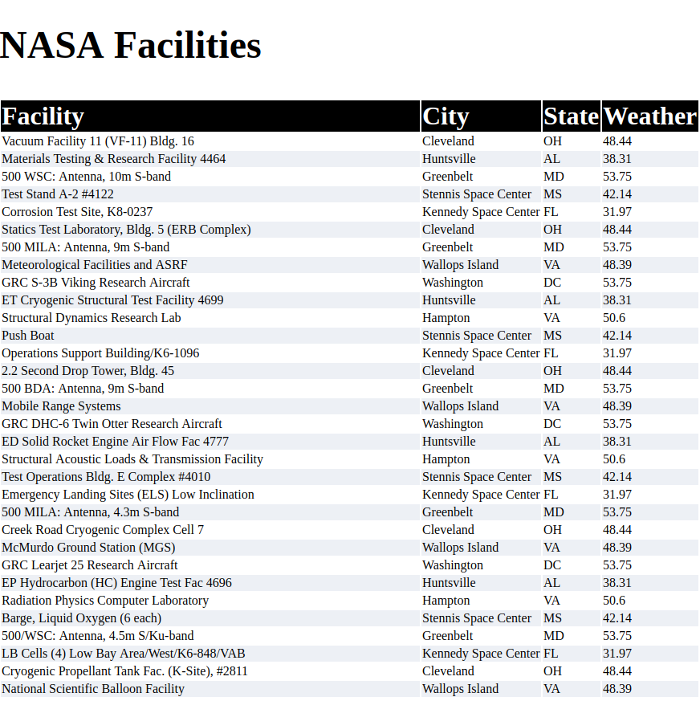 NASA Facilities
Facility City State Weather
Vacuum Facility 11 (VF-11) Bldg. 16 Cleveland OH 48.44
Materials Testing & Research Facility 4464 Huntsville AL 38.31
500 WSC: Antenna, 10m S-band Greenbelt MD 53.75
Test Stand A-2 #4122 Stennis Space Center MS 42.14
Corrosion Test Site, K8-0237 Kennedy Space Center FL 31.97
Statics Test Laboratory, Bldg. 5 (ERB Complex) Cleveland OH 48.44
500 MILA: Antenna, 9m S-band Greenbelt MD 53.75
Meteorological Facilities and ASRF Wallops Island VA 48.39
GRC S-3B Viking Research Aircraft Washington DC 53.75
ET Cryogenic Structural Test Facility 4699 Huntsville AL 38.31
Structural Dynamics Research Lab Hampton VA 50.6
Push Boat Stennis Space Center MS 42.14
Operations Support Building/K6-1096 Kennedy Space Center FL 31.97
2.2 Second Drop Tower, Bldg. 45 Cleveland OH 48.44
500 BDA: Antenna, 9m S-band Greenbelt MD 53.75
Mobile Range Systems Wallops Island VA 48.39
GRC DHC-6 Twin Otter Research Aircraft Washington DC 53.75
ED Solid Rocket Engine Air Flow Fac 4777 Huntsville AL 38.31
Structural Acoustic Loads & Transmission Facility Hampton VA 50.6
Test Operations Bldg. E Complex #4010 Stennis Space Center MS 42.14
Emergency Landing Sites (ELS) Low Inclination Kennedy Space Center FL 31.97
500 MILA: Antenna, 4.3m S-band Greenbelt MD 53.75
Creek Road Cryogenic Complex Cell 7 Cleveland OH 48.44
McMurdo Ground Station (MGS) Wallops Island VA 48.39
GRC Learjet 25 Research Aircraft Washington DC 53.75
EP Hydrocarbon (HC) Engine Test Fac 4696 Huntsville AL 38.31
Radiation Physics Computer Laboratory Hampton VA 50.6
Barge, Liquid Oxygen (6 each) Stennis Space Center MS 42.14
500/WSC: Antenna, 4.5m S/Ku-band Greenbelt MD 53.75
LB Cells (4) Low Bay Area/West/K6-848/VAB Kennedy Space Center FL 31.97
Cryogenic Propellant Tank Fac. (K-Site), #2811 Cleveland OH 48.44
National Scientific Balloon Facility Wallops Island VA 48.39